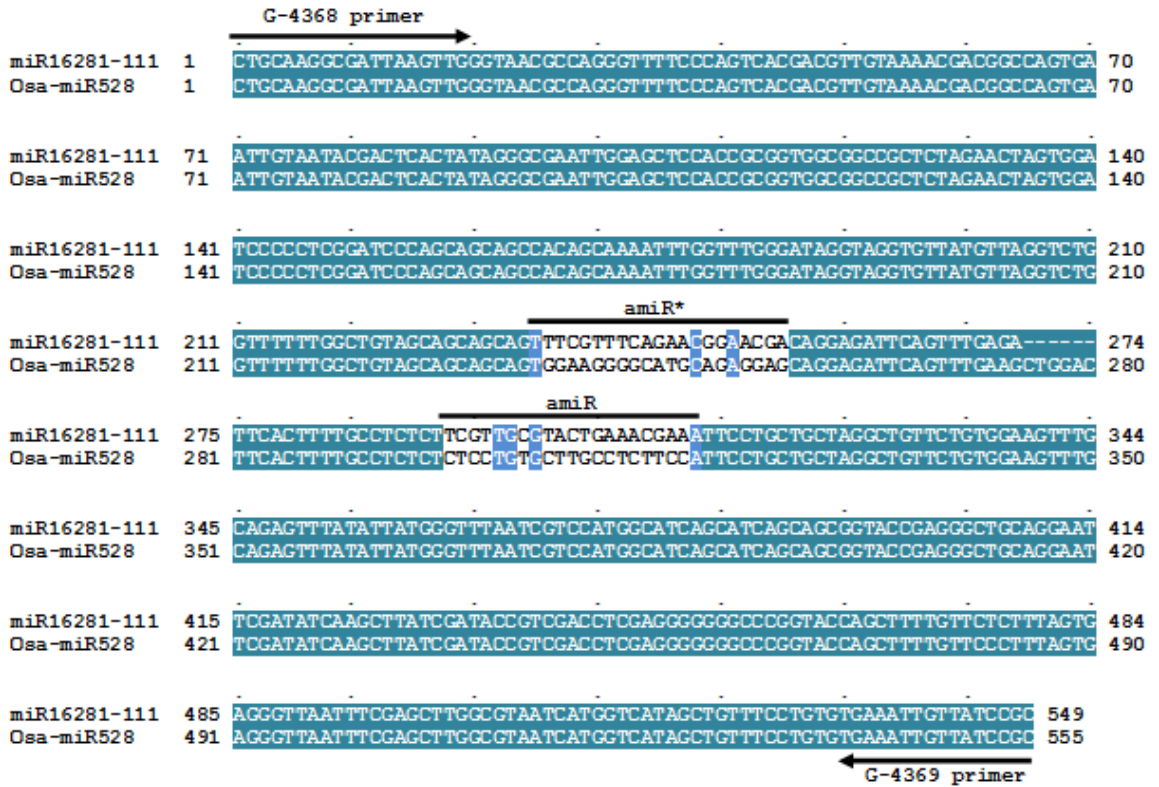 G-4368 primer
miR16281-111 1 CTGCAAGGCGATTAAGTTGGGTAACGCCAGGGTTTTCCCAGTCACGACGTTGTAAAACGACGGCCAGTGA 70
Osa-miR528 1 CTGCAAGGCGATTAAGTTGGGTAACGCCAGGGTTTTCCCAGTCACGACGTTGTAAAACGACGGCCAGTGA 70
miR16281-111 71 ATTGTAATACGACTCACTATAGGGCGAATTGGAGCTCCACCGCGGTGGCGGCCGCTCTAGAACTAGTGGA 140
Osa-miR528 71 ATTGTAATACGACTCACTATAGGGCGAATTGGAGCTCCACCGCGGTGGCGGCCGCTCTAGAACTAGTGGA 140
miR16281-111 141 TCCCCCTCGGATCCCAGCAGCAGCCACAGCAAAATTTGGTTTGGGATAGGTAGGTGTTATGTTAGGTCTG 210
Osa-miR528 141 TCCCCCTCGGATCCCAGCAGCAGCCACAGCAAAATTTGGTTTGGGATAGGTAGGTGTTATGTTAGGTCTG 210
amiR*
miR16281-111 211 GTTTTTTGGCTGTAGCAGCAGCAGTTTCGTTTCAGAACGGAACGACAGGAGATTCAGTTTGAGA------ 274
Osa-miR528 211 GTTTTTTGGCTGTAGCAGCAGCAGTGGAAGGGGCATGCAGAGGAGCAGGAGATTCAGTTTGAAGCTGGAC 280
amiR
miR16281-111 275 TTCACTTTTGCCTCTCTTCGTTGCGTACTGAAACGAAATTCCTGCTGCTAGGCTGTTCTGTGGAAGTTTG 344
Osa-miR528 281 TTCACTTTTGCCTCTCTCTCCTGTGCTTGCCTCTTCCATTCCTGCTGCTAGGCTGTTCTGTGGAAGTTTG 350
miR16281-111 345 CAGAGTTTATATTATGGGTTTAATCGTCCATGGCATCAGCATCAGCAGCGGTACCGAGGGCTGCAGGAAT 414
Osa-miR528 351 CAGAGTTTATATTATGGGTTTAATCGTCCATGGCATCAGCATCAGCAGCGGTACCGAGGGCTGCAGGAAT 420
miR16281-111 415 TCGATATCAAGCTTATCGATACCGTCGACCTCGAGGGGGGGCCCGGTACCAGCTTTTGTTCTCTTTAGTG 484
Osa-miR528 421 TCGATATCAAGCTTATCGATACCGTCGACCTCGAGGGGGGGCCCGGTACCAGCTTTTGTTCCCTTTAGTG 490
miR16281-111 485 AGGGTTAATTTCGAGCTTGGCGTAATCATGGTCATAGCTGTTTCCTGTGTGAAATTGTTATCCGC 549
Osa-miR528 491 AGGGTTAATTTCGAGCTTGGCGTAATCATGGTCATAGCTGTTTCCTGTGTGAAATTGTTATCCGC 555
G-4369 primer